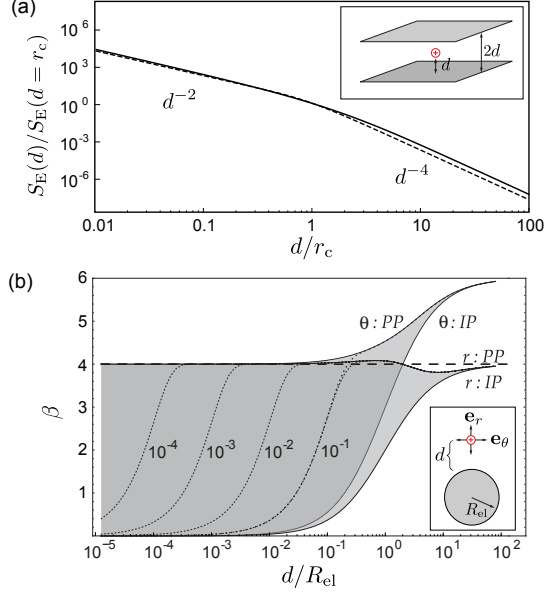 (a)
S_E(d)/S_E(d = r_c)
10^6
10^3
10^0
10^-3
10^-6
d^-2
d^-4
2d
d
0.01 0.1 1 10 100
d/r_c
(b)
β
6
5
4
3
2
1
θ: PP θ: IP
r: PP
r: IP
10^-4 10^-3 10^-2 10^-1
e_r
e_θ
d
R_el
10^-5 10^-4 10^-3 10^-2 10^-1 10^0 10^1 10^2
d/R_el